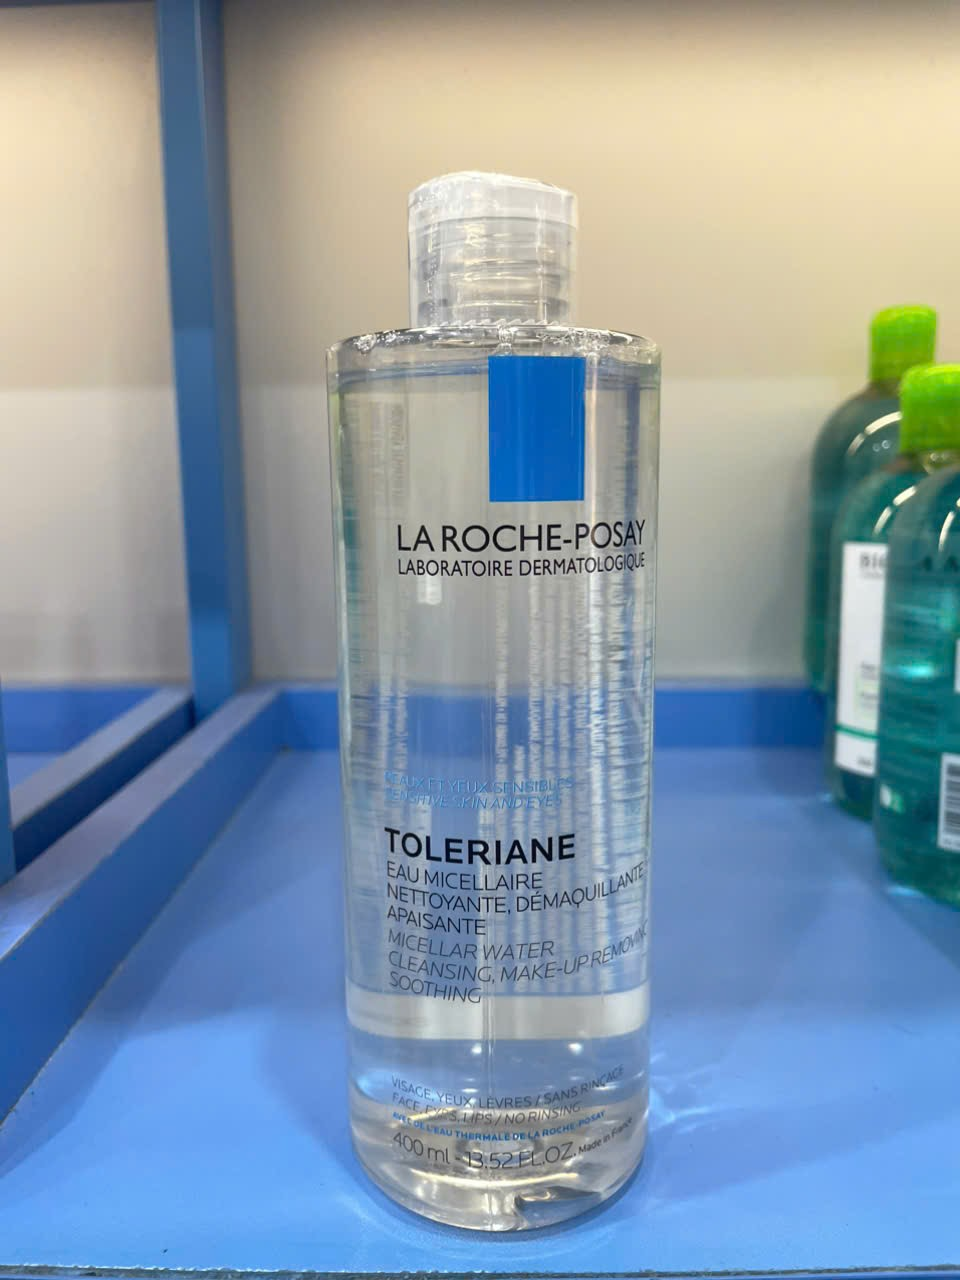 LA ROCHE-POSAY
LABORATOIRE DERMATOLOGIQUE
PEAUX ET YEUX SENSIBLES
SENSITIVE SKIN AND EYES
TOLERIANE
EAU MICELLAIRE
NETTOYANTE, DÉMAQUILLANTE
APAISANTE
MICELLAR WATER
CLEANSING, MAKE-UP REMOVING
SOOTHING
VISAGE, YEUX, LÈVRES / SANS RINÇAGE
FACE, EYES, LIPS / NO RINSING
AVEC DE L'EAU THERMALE DE LA ROCHE-POSAY
400 ml - 13.52 FL.OZ. Made in France